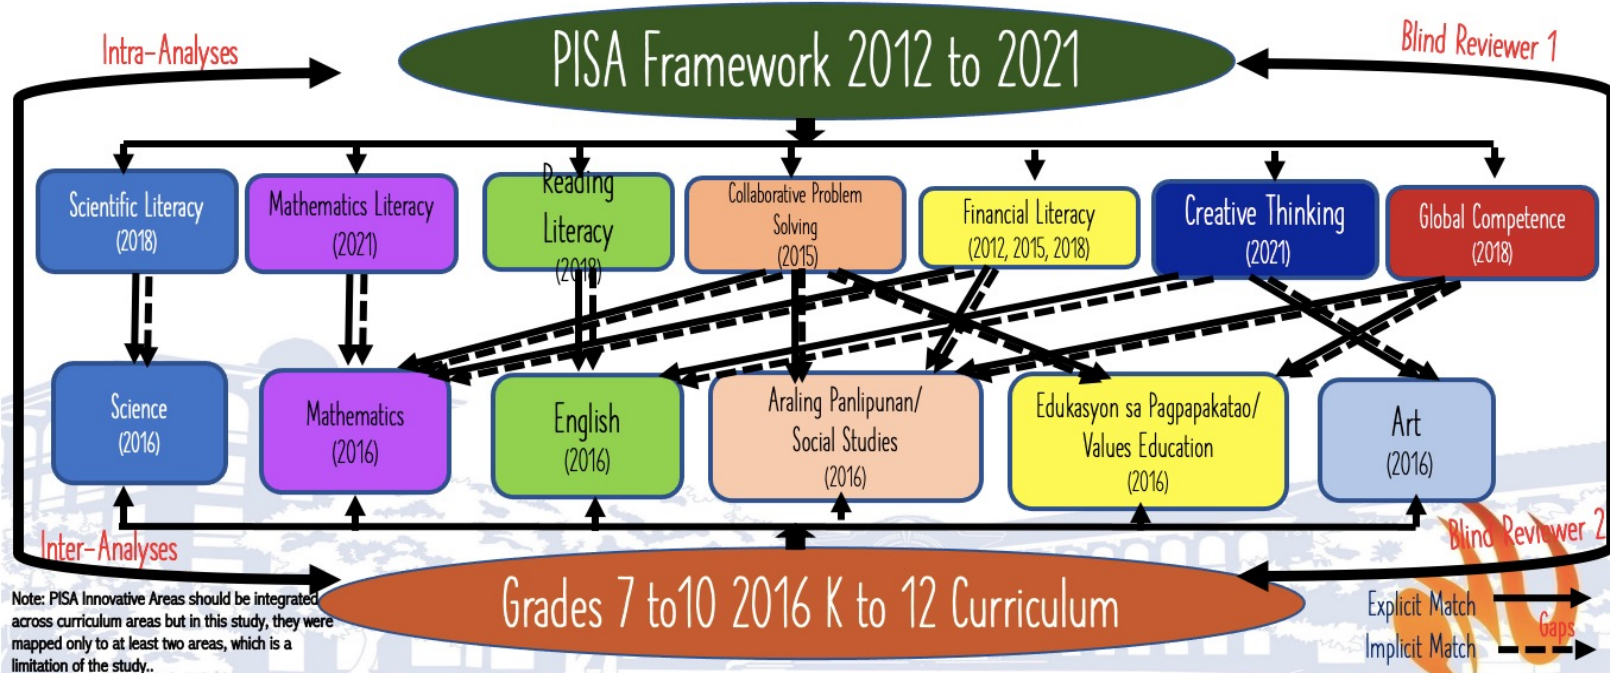 Intra-Analyses
PISA Framework 2012 to 2021
Blind Reviewer 1
Scientific Literacy
(2018)
Mathematics Literacy
(2021)
Reading
Literacy
(2018)
Collaborative Problem
Solving
(2015)
Financial Literacy
(2012, 2015, 2018)
Creative Thinking
(2021)
Global Competence
(2018)
Science
(2016)
Mathematics
(2016)
English
(2016)
Araling Panlipunan/
Social Studies
(2016)
Edukasyon sa Pagpapakatao/
Values Education
(2016)
Art
(2016)
Inter-Analyses
Blind Reviewer 2
Grades 7 to10 2016 K to 12 Curriculum
Note: PISA Innovative Areas should be integrated
across curriculum areas but in this study, they were
mapped only to at least two areas, which is a
limitation of the study..
Explicit Match
Gaps
Implicit Match